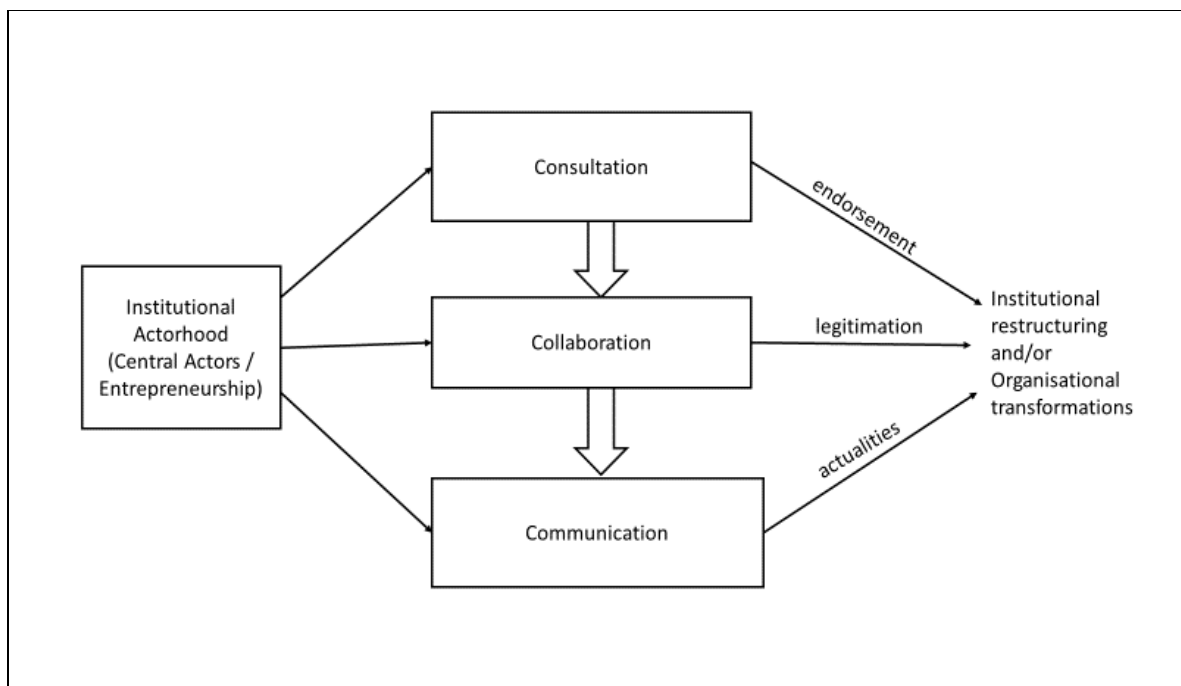 Consultation
endorsement
Institutional
Actorhood
(Central Actors /
Entrepreneurship)
Collaboration
legitimation
Institutional
restructuring
and/or
Organisational
transformations
actualities
Communication